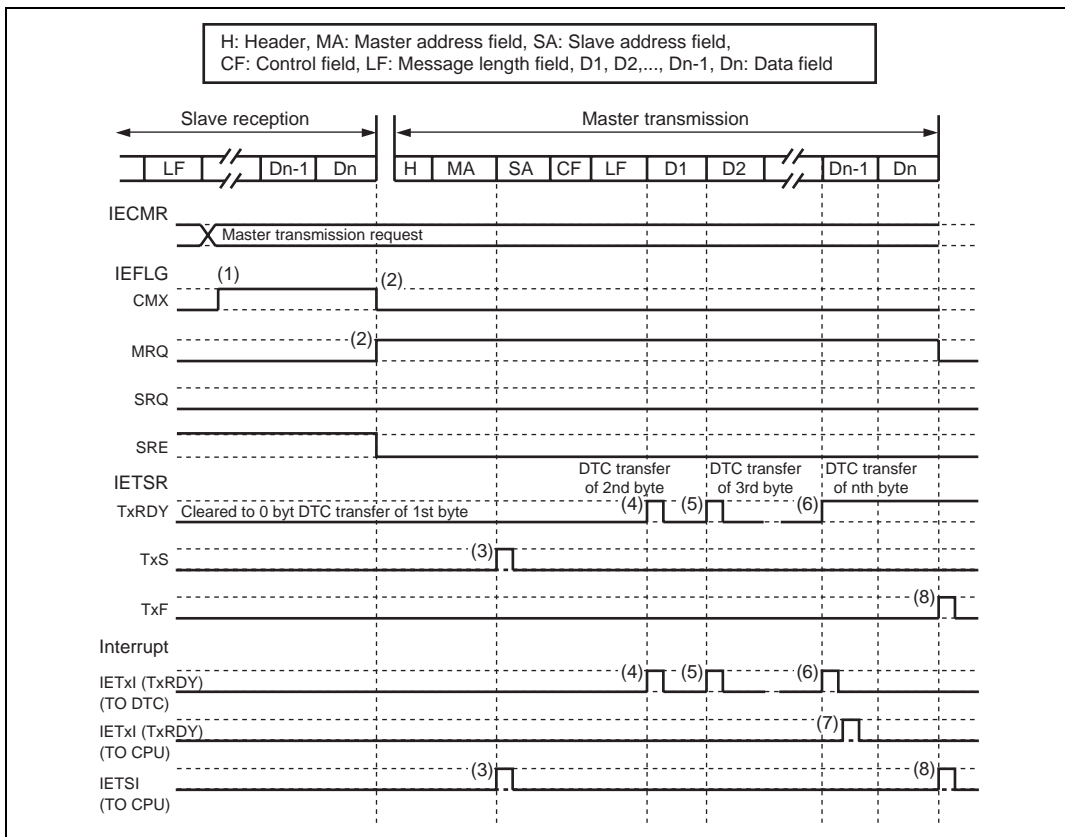 H: Header, MA: Master address field, SA: Slave address field,
CF: Control field, LF: Message length field, D1, D2,..., Dn-1, Dn: Data field
Slave reception
Master transmission
LF Dn-1 Dn H MA SA CF LF D1 D2 Dn-1 Dn
IECMR
Master transmission request
IEFLG
(1) (2)
CMX
(2)
MRQ
SRQ
SRE
IETSR
DTC transfer of 2nd byte
DTC transfer of 3rd byte
DTC transfer of nth byte
TxRDY Cleared to 0 byt DTC transfer of 1st byte (4) (5) (6)
TxS (3)
TxF (8)
Interrupt
IETxI (TxRDY) (4) (5) (6)
(TO DTC)
IETxI (TxRDY) (7)
(TO CPU)
IETSI (3) (8)
(TO CPU)